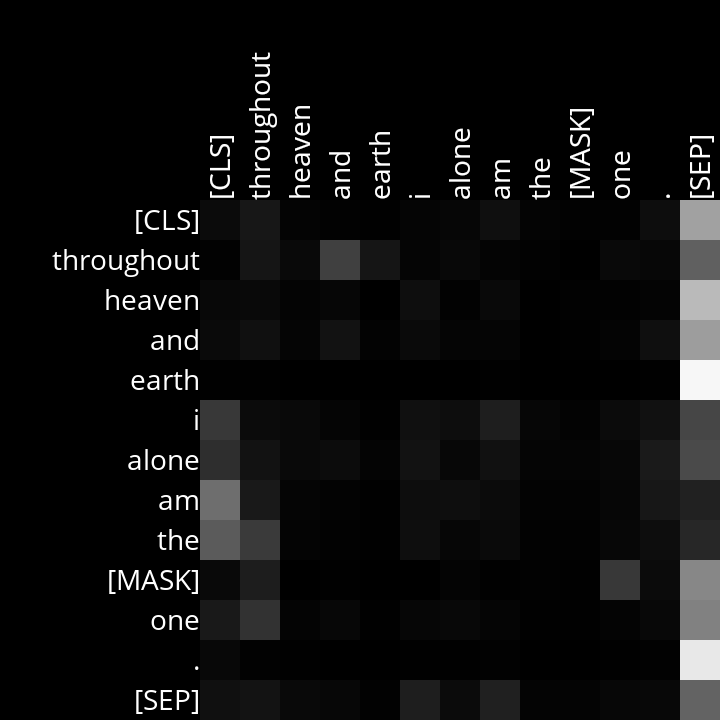 [CLS] throughout heaven and earth i alone am the [MASK] one . [SEP]
[CLS]
throughout
heaven
and
earth
i
alone
am
the
[MASK]
one
.
[SEP]